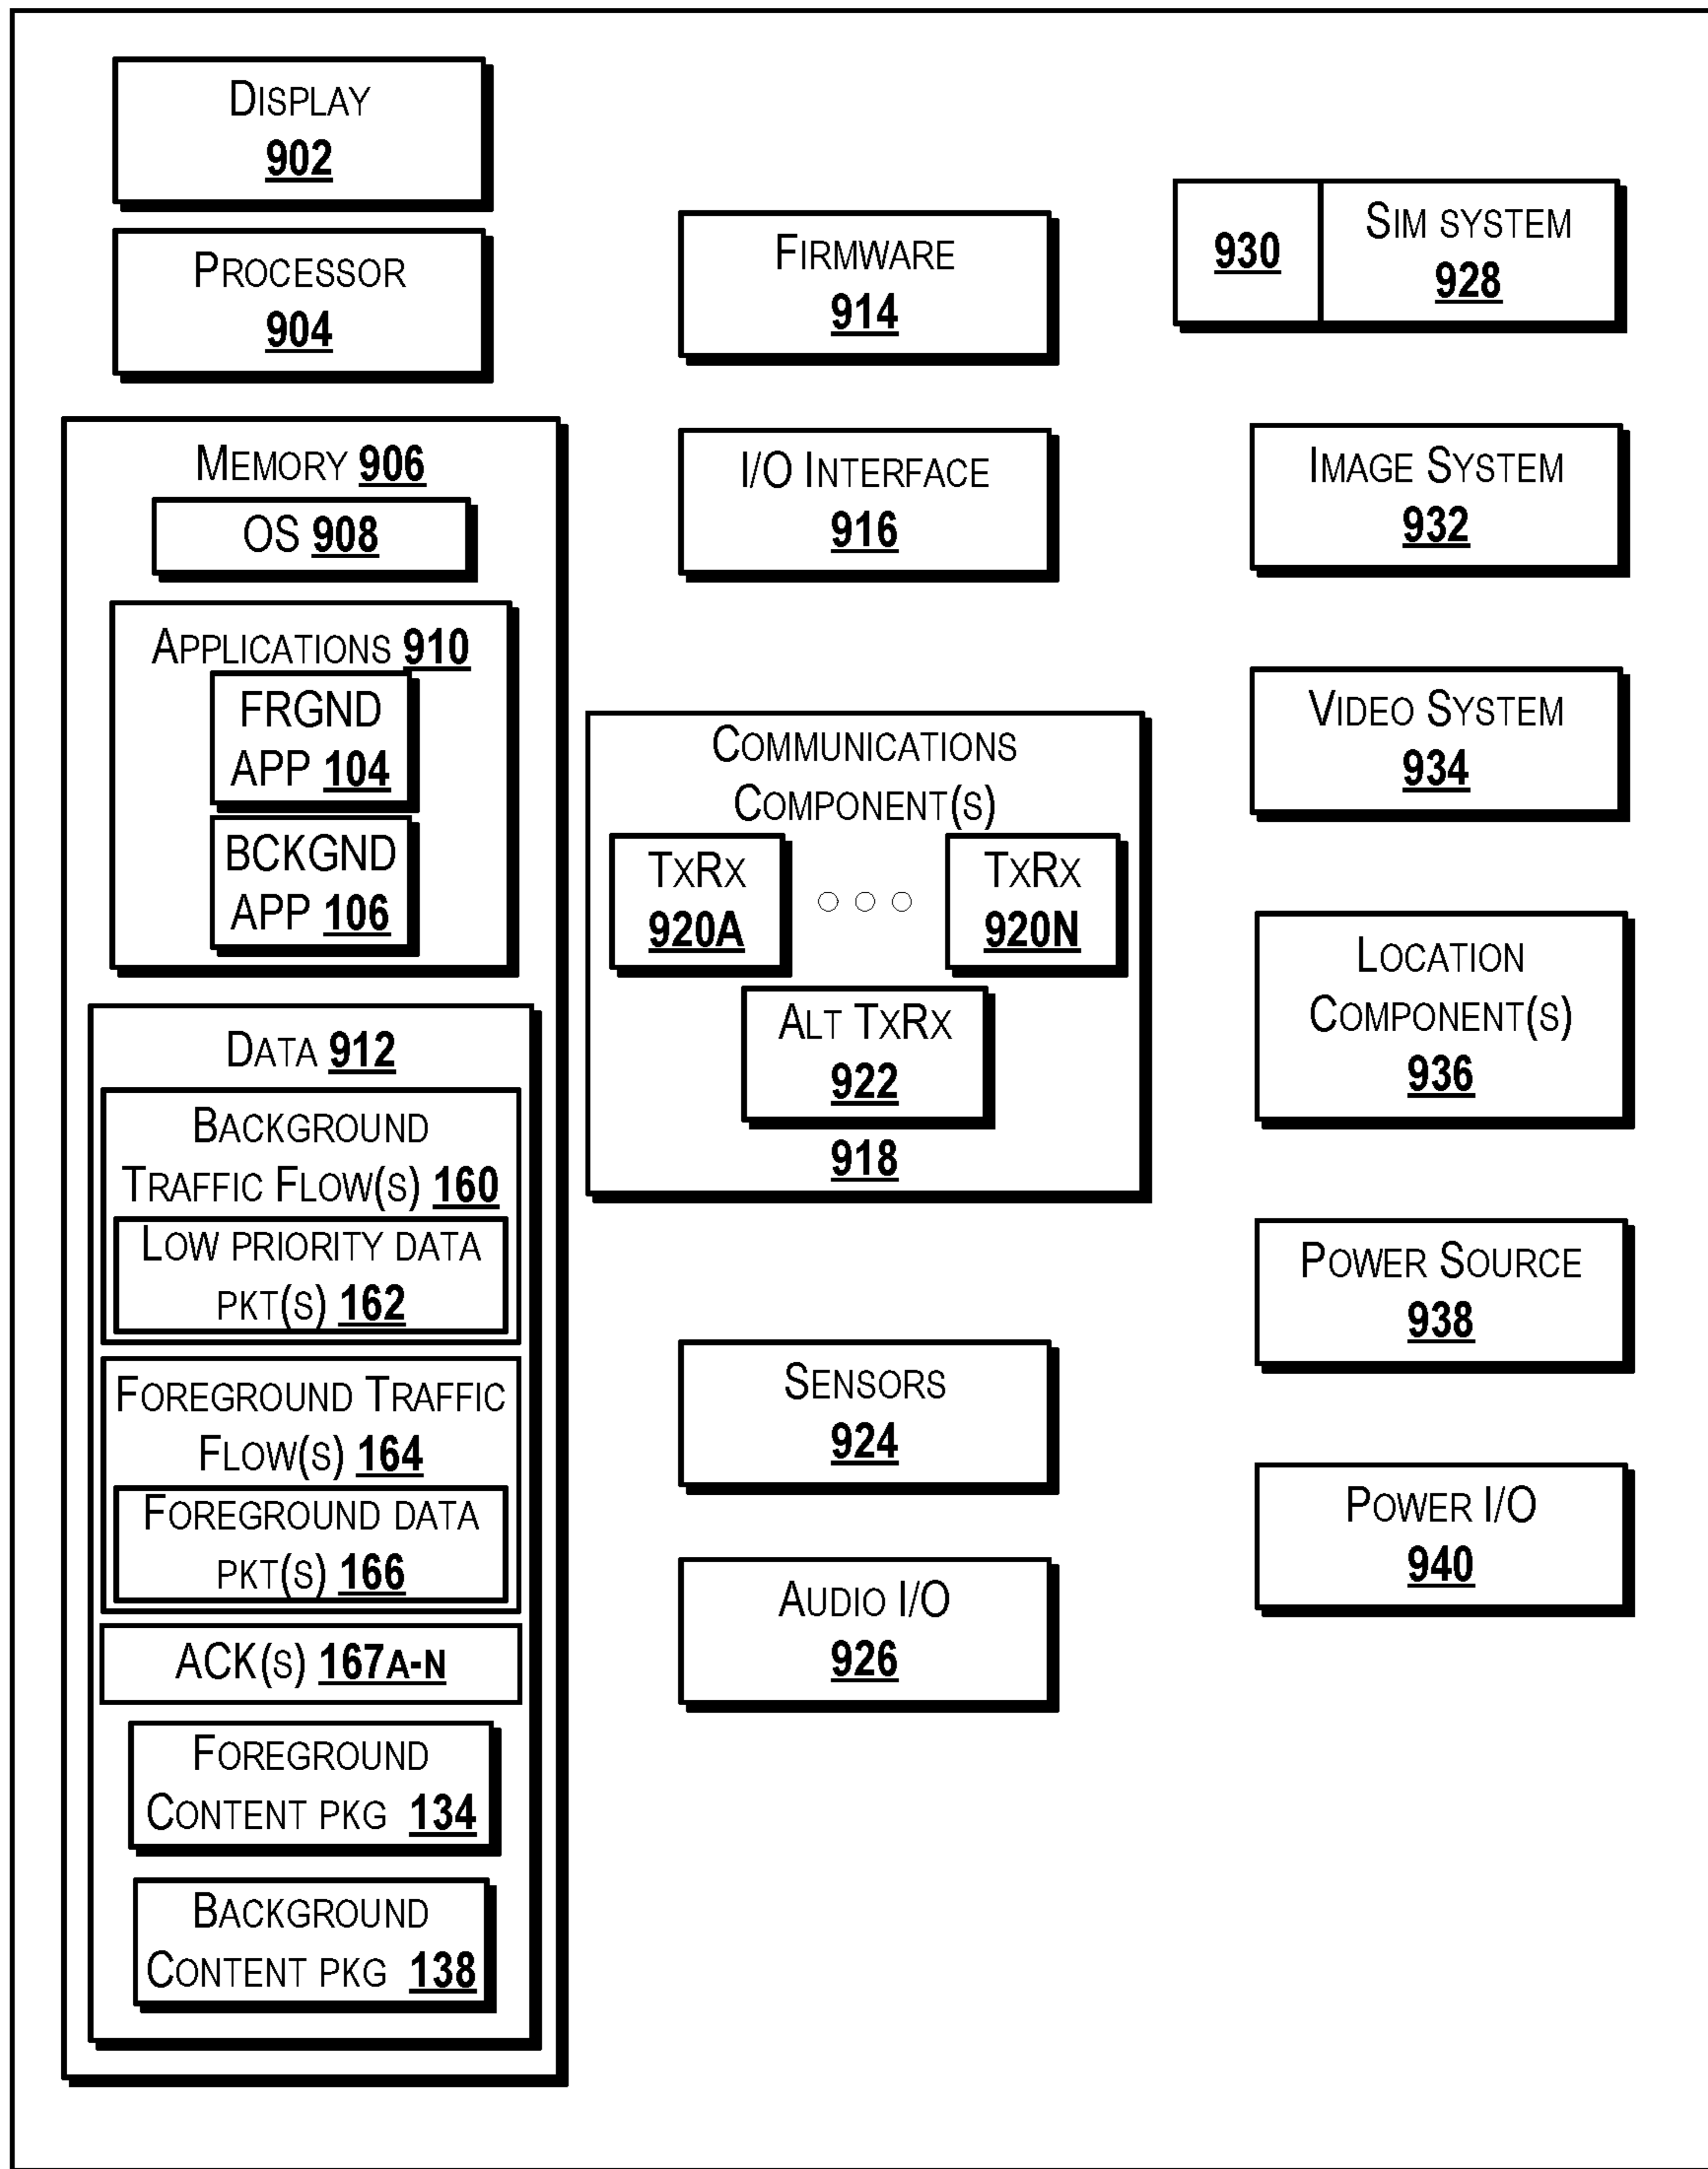 Display
902
Processor
904
Memory 906
OS 908
Applications 910
FRGND
APP 104
BCKGND
APP 106
Data 912
Background
Traffic Flow(s) 160
Low priority data
pkt(s) 162
Foreground Traffic
Flow(s) 164
Foreground data
pkt(s) 166
ACK(s) 167A-N
Foreground
Content pkg 134
Background
Content pkg 138
Firmware
914
I/O Interface
916
Communications
Component(s)
TxRx
920A
TxRx
920N
Alt TxRx
922
918
Sensors
924
Audio I/O
926
930
Sim system
928
Image System
932
Video System
934
Location
Component(s)
936
Power Source
938
Power I/O
940